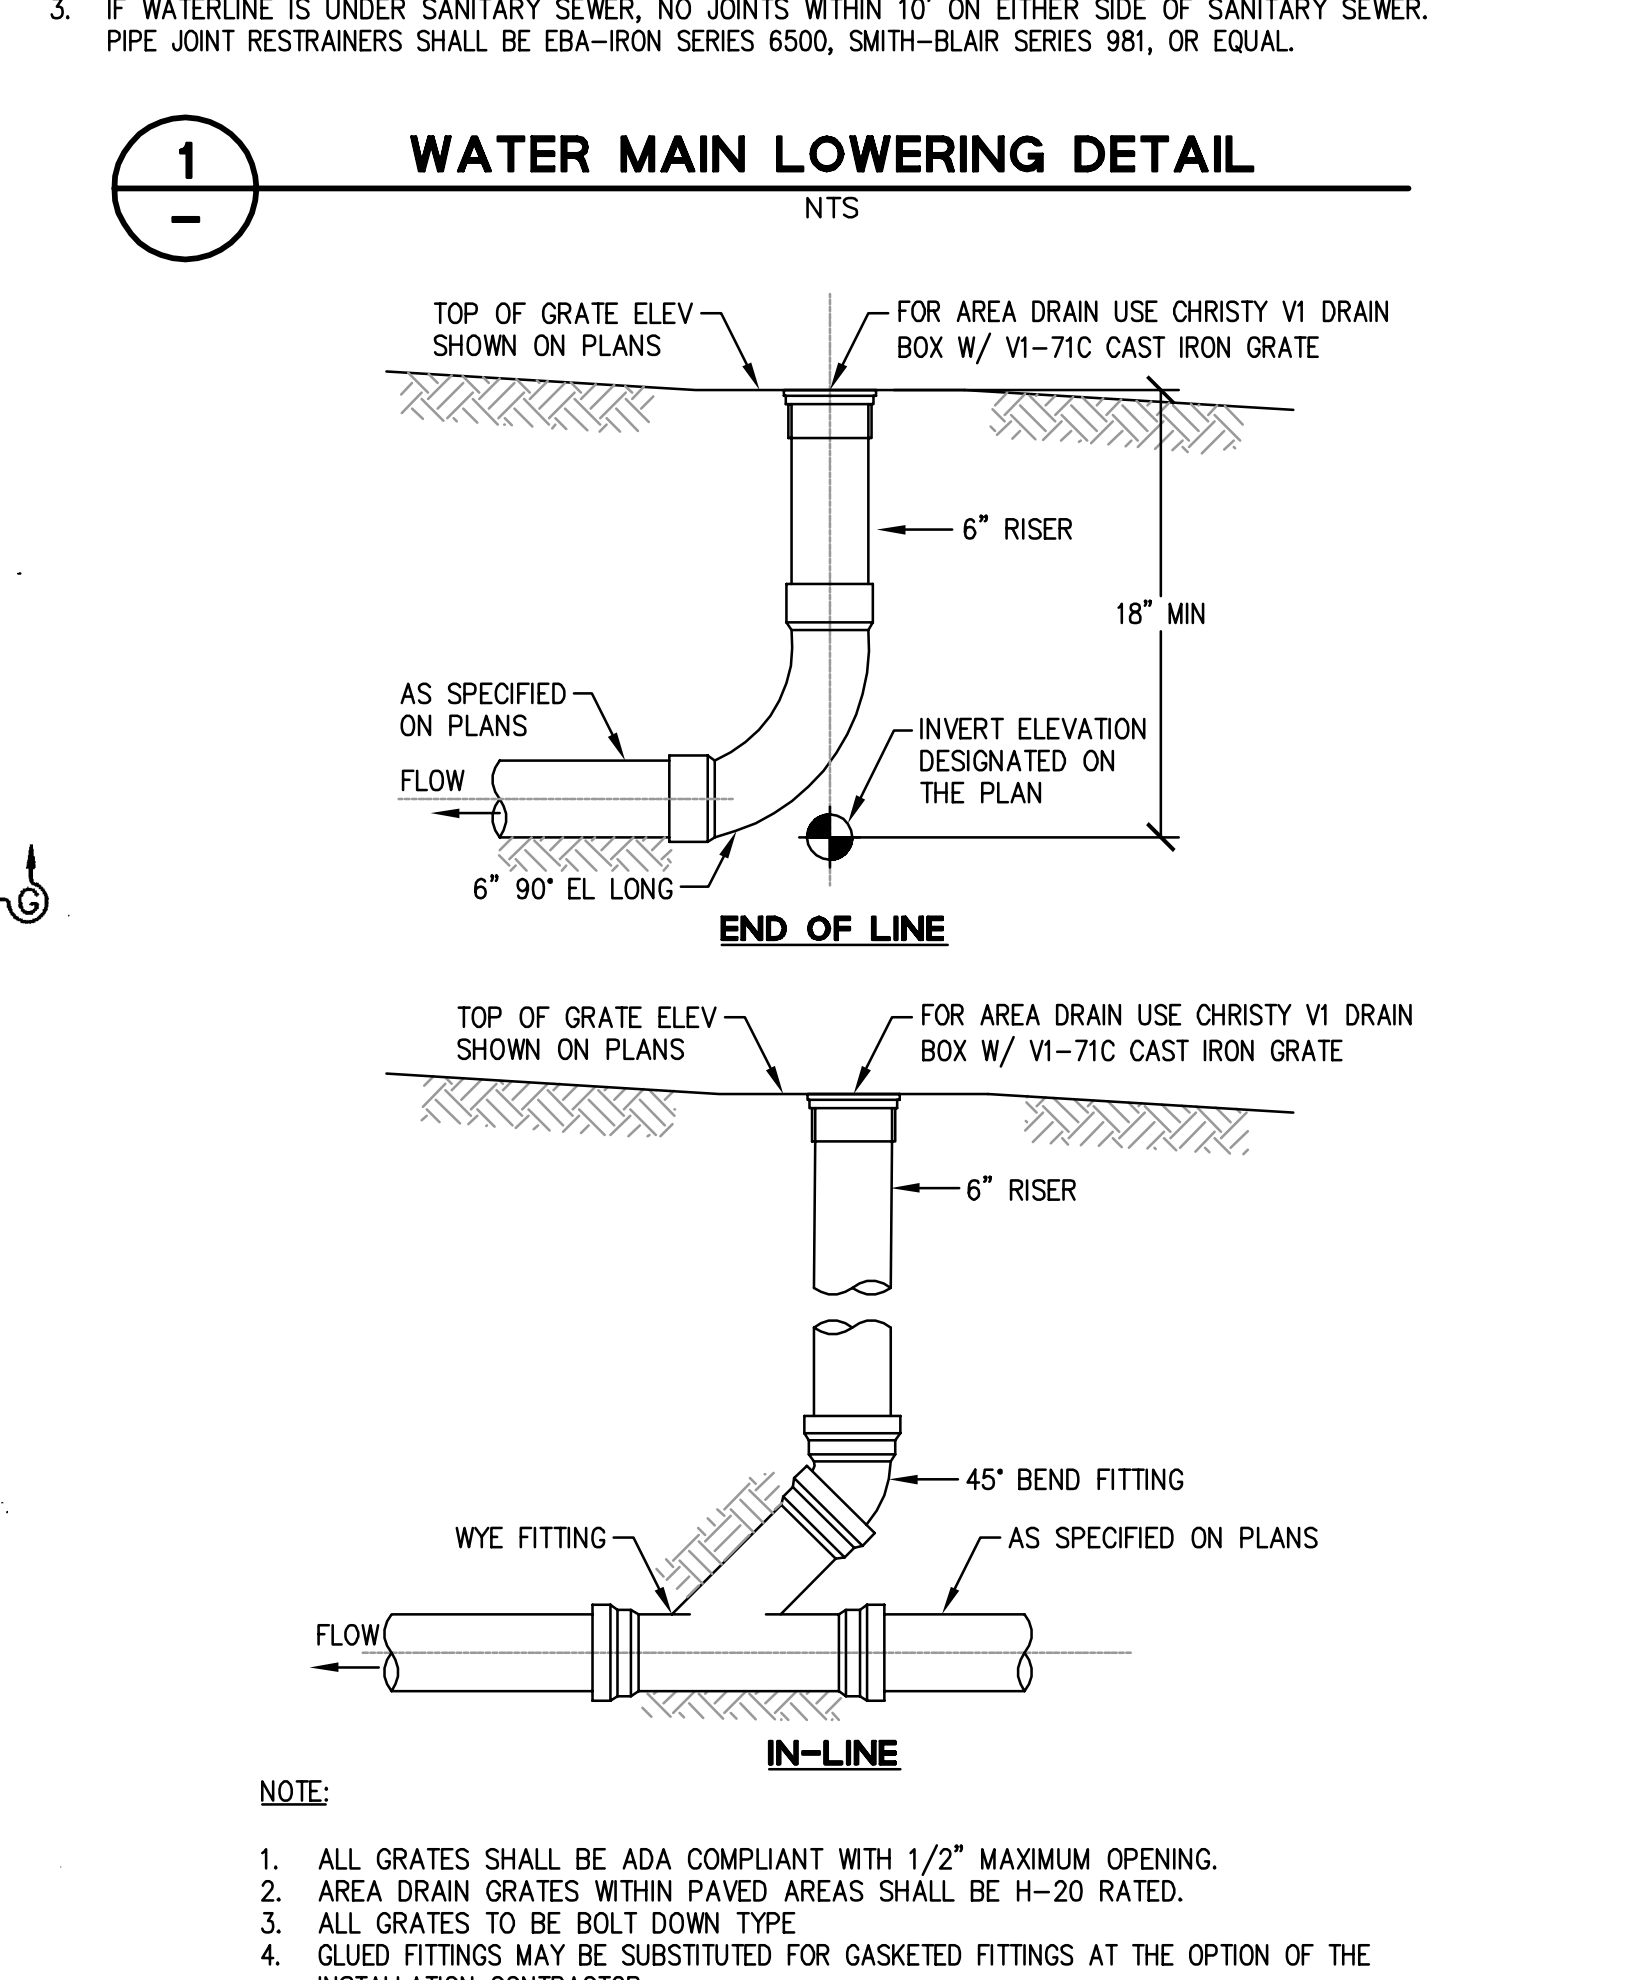 3. IF WATERLINE IS UNDER SANITARY SEWER, NO JOINTS WITHIN 10' ON EITHER SIDE OF SANITARY SEWER.
PIPE JOINT RESTRAINERS SHALL BE EBA-IRON SERIES 6500, SMITH-BLAIR SERIES 981, OR EQUAL.
1
–
WATER MAIN LOWERING DETAIL
NTS
TOP OF GRATE ELEV
SHOWN ON PLANS
FOR AREA DRAIN USE CHRISTY V1 DRAIN
BOX W/ V1-71C CAST IRON GRATE
6" RISER
18" MIN
AS SPECIFIED
ON PLANS
FLOW
INVERT ELEVATION
DESIGNATED ON
THE PLAN
6" 90° EL LONG
G
END OF LINE
TOP OF GRATE ELEV
SHOWN ON PLANS
FOR AREA DRAIN USE CHRISTY V1 DRAIN
BOX W/ V1-71C CAST IRON GRATE
6" RISER
45° BEND FITTING
WYE FITTING
AS SPECIFIED ON PLANS
FLOW
IN-LINE
NOTE:
1. ALL GRATES SHALL BE ADA COMPLIANT WITH 1/2" MAXIMUM OPENING.
2. AREA DRAIN GRATES WITHIN PAVED AREAS SHALL BE H-20 RATED.
3. ALL GRATES TO BE BOLT DOWN TYPE
4. GLUED FITTINGS MAY BE SUBSTITUTED FOR GASKETED FITTINGS AT THE OPTION OF THE
INSTALLATION CONTRACTOR